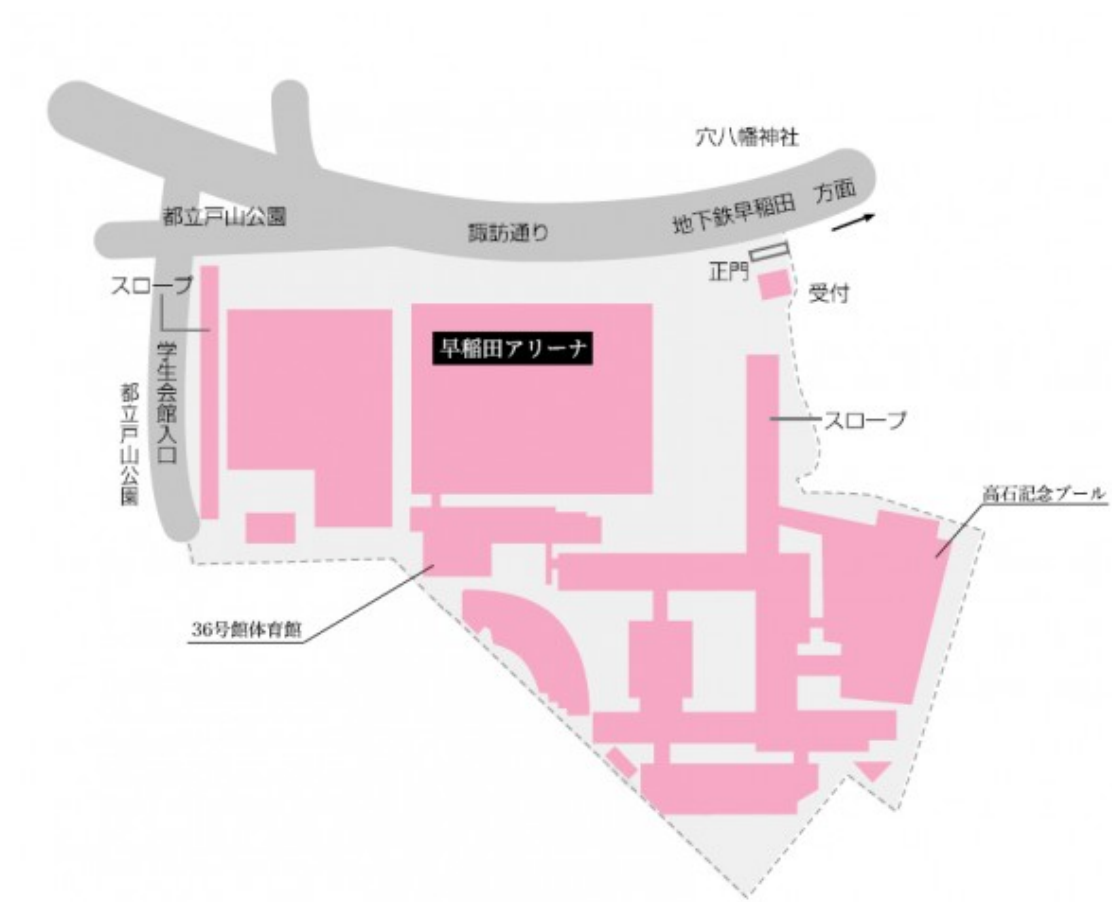 穴八幡神社
都立戸山公園
諏訪通り
地下鉄早稲田 方面
正門
受付
スロープ
早稲田アリーナ
学生会館入口
都立戸山公園
スロープ
高石記念プール
36号館体育館